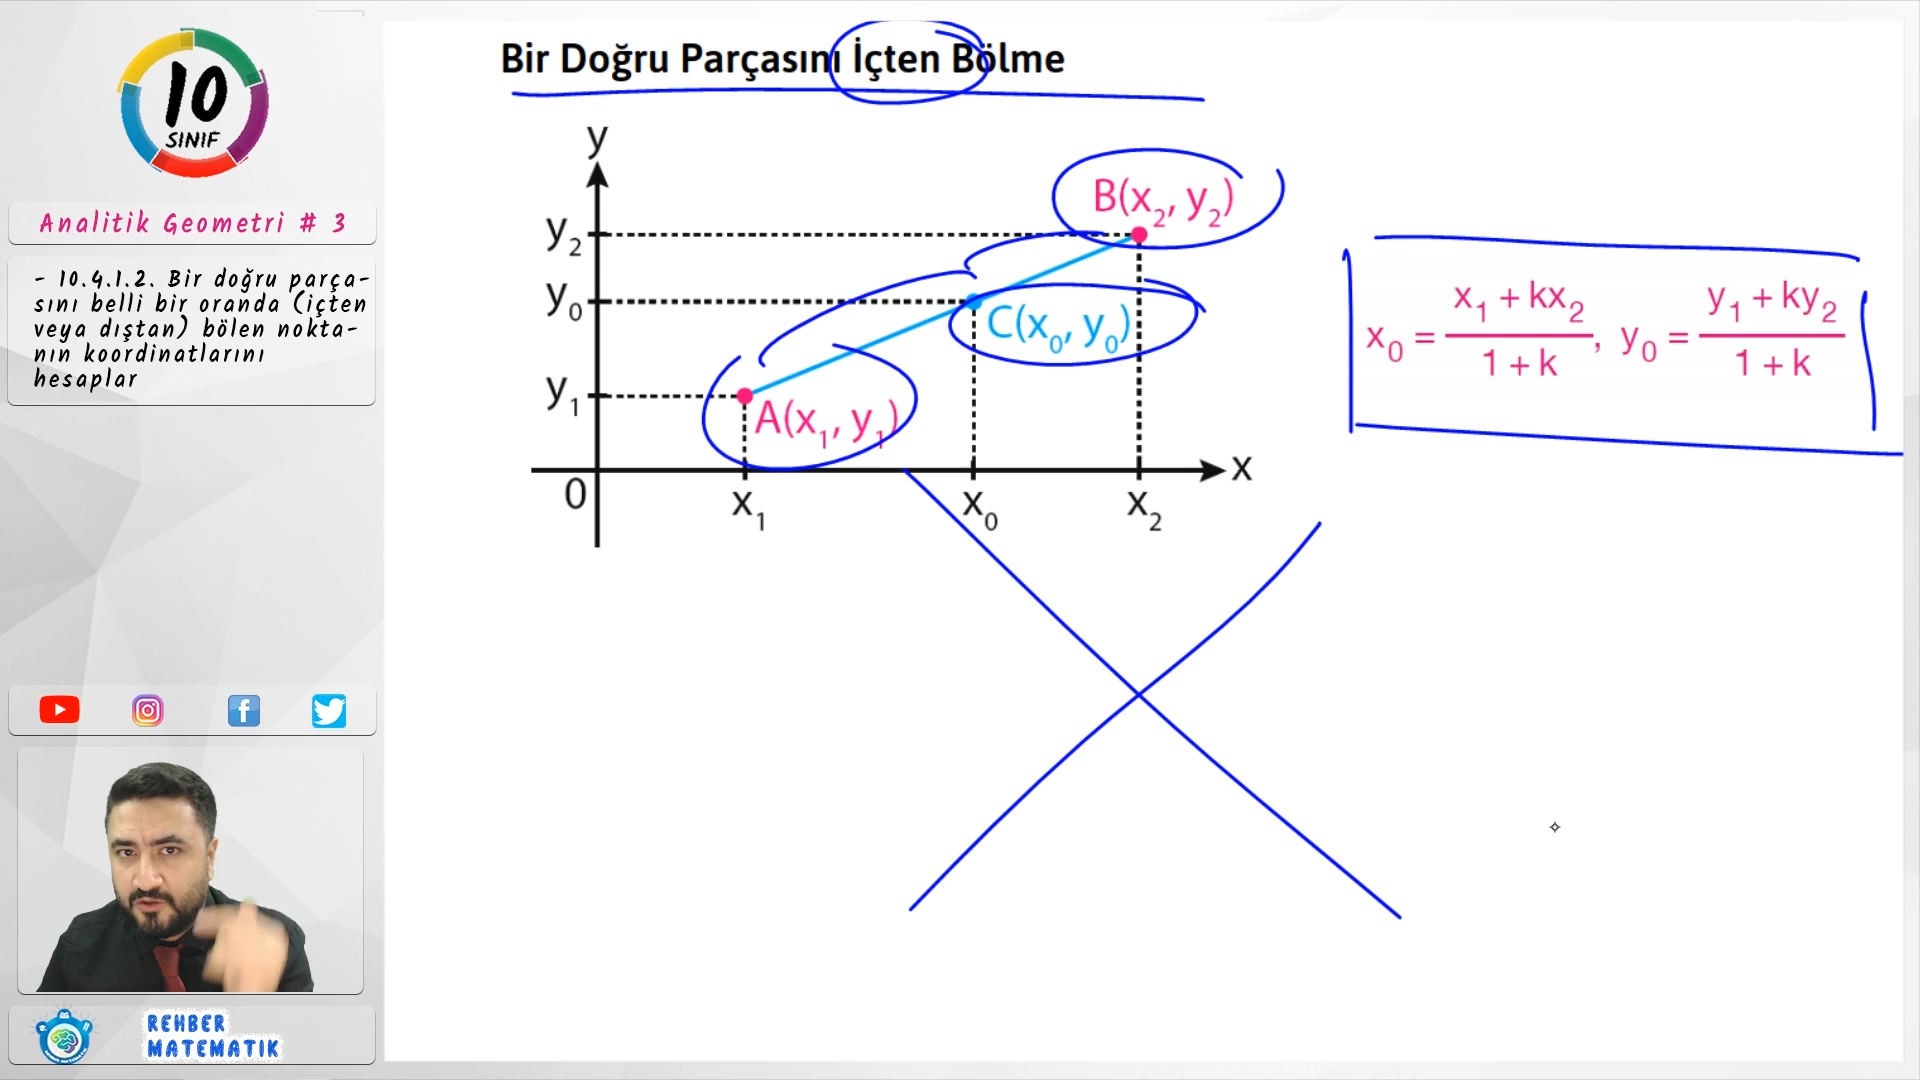 10
SINIF
Analitik Geometri # 3
- 10.4.1.2. Bir doğru parça-
sını belli bir oranda (içten
veya dıştan) bölen nokta-
nın koordinatlarını
hesaplar
REHBER
MATEMATIK
Bir Doğru Parçasını İçten Bölme
y
B(x₂, y₂)
y₂
y₀
C(x₀, y₀)
y₁
A(x₁, y₁)
x
0
x₁ x₀ x₂
x₀ = (x₁ + kx₂)/(1 + k), y₀ = (y₁ + ky₂)/(1 + k)